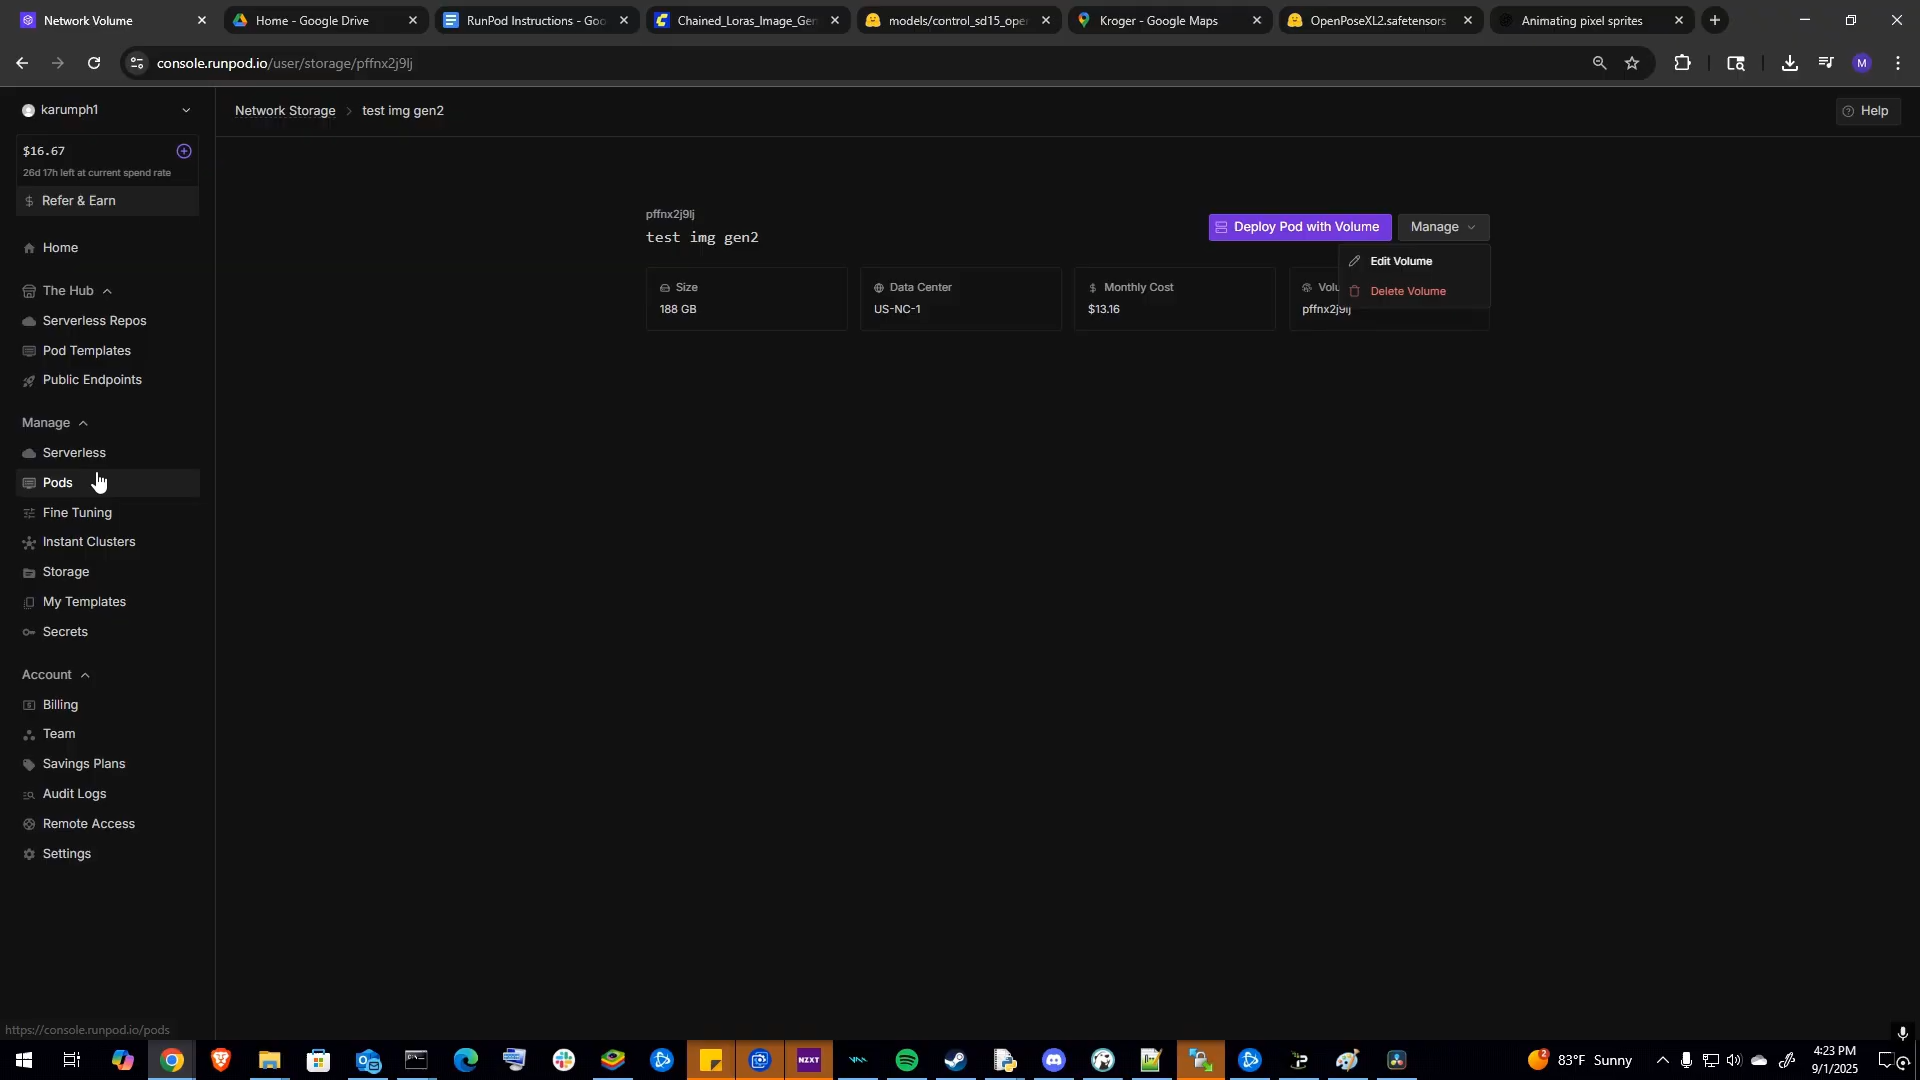 Network Volume
Home - Google Drive
RunPod Instructions - Goo
Chained_Loras_Image_Gen
models/control_sd15_oper
Kroger - Google Maps
OpenPoseXL2.safetensors
Animating pixel sprites
console.runpod.io/user/storage/pffnx2j9lj
M
karumph1
Network Storage > test img gen2
Help
$16.67
26d 17h left at current spend rate
$ Refer & Earn
Home
The Hub
Serverless Repos
Pod Templates
Public Endpoints
Manage
Serverless
Pods
Fine Tuning
Instant Clusters
Storage
My Templates
Secrets
Account
Billing
Team
Savings Plans
Audit Logs
Remote Access
Settings
pffnx2j9lj
test img gen2
Deploy Pod with Volume
Manage
Edit Volume
Delete Volume
Size
188 GB
Data Center
US-NC-1
$ Monthly Cost
$13.16
Volu
pffnx2j9lj
https://console.runpod.io/pods
NZXT
2
83°F Sunny
4:23 PM
9/1/2025